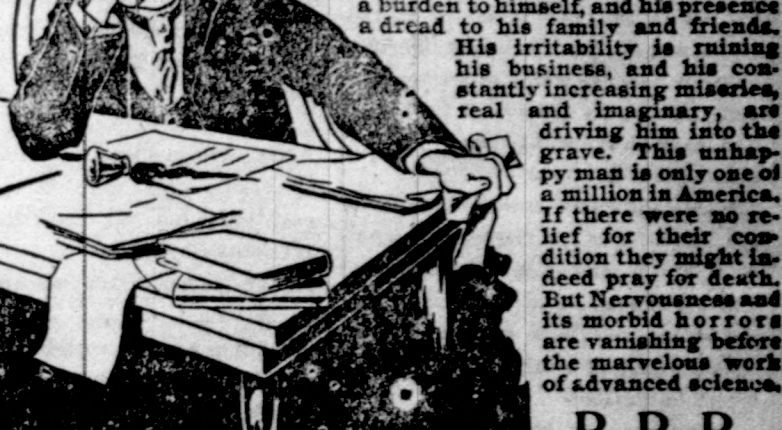 a burden to himself, and his presence
a dread to his family and friends.
His irritability is ruining
his business, and his con-
stantly increasing miseries,
real and imaginary, are
driving him into the
grave. This unhap-
py man is only one of
a million in America.
If there were no re-
lief for their con-
dition they might in-
deed pray for death.
But Nervousness and
its morbid horrors
are vanishing before
the marvelous work
of advanced science.
P. P. P.